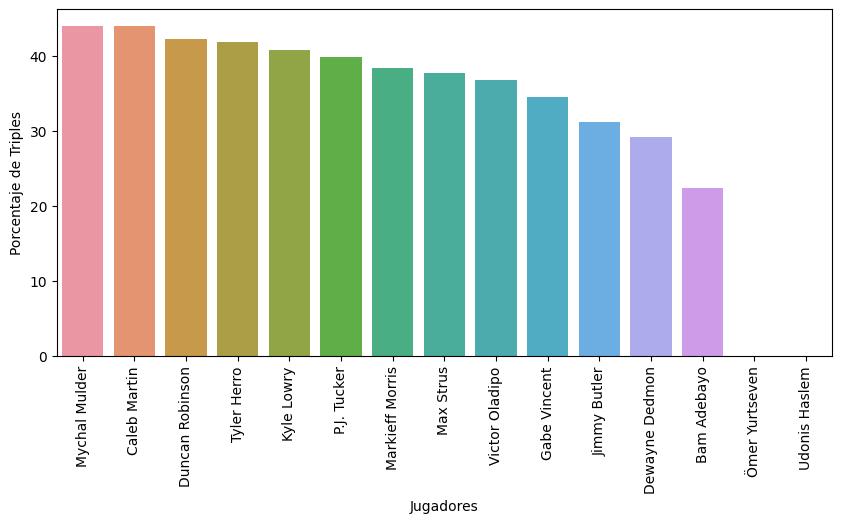 Porcentaje de Triples
40
30
20
10
0
Mychal Mulder
Caleb Martin
Duncan Robinson
Tyler Herro
Kyle Lowry
P.J. Tucker
Markieff Morris
Max Strus
Victor Oladipo
Gabe Vincent
Jimmy Butler
Dewayne Dedmon
Bam Adebayo
Ömer Yurtseven
Udonis Haslem
Jugadores